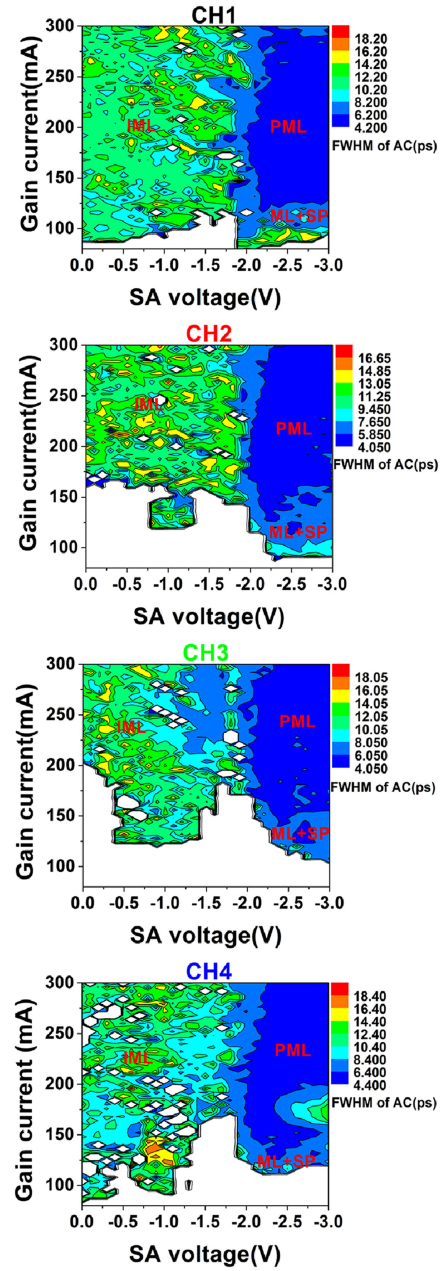 CH1
Gain current(mA)
300
250
200
150
100
IML
PML
ML+SP
0.0 -0.5 -1.0 -1.5 -2.0 -2.5 -3.0
SA voltage(V)
18.20
16.20
14.20
12.20
10.20
8.200
6.200
4.200
FWHM of AC(ps)
CH2
Gain current(mA)
300
250
200
150
100
IML
PML
ML+SP
0.0 -0.5 -1.0 -1.5 -2.0 -2.5 -3.0
SA voltage(V)
16.65
14.85
13.05
11.25
9.450
7.650
5.850
4.050
FWHM of AC(ps)
CH3
Gain current(mA)
300
250
200
150
100
IML
PML
ML+SP
0.0 -0.5 -1.0 -1.5 -2.0 -2.5 -3.0
SA voltage(V)
18.05
16.05
14.05
12.05
10.05
8.050
6.050
4.050
FWHM of AC(ps)
CH4
Gain current (mA)
300
250
200
150
100
IML
PML
ML+SP
0.0 -0.5 -1.0 -1.5 -2.0 -2.5 -3.0
SA voltage(V)
18.40
16.40
14.40
12.40
10.40
8.400
6.400
4.400
FWHM of AC(ps)